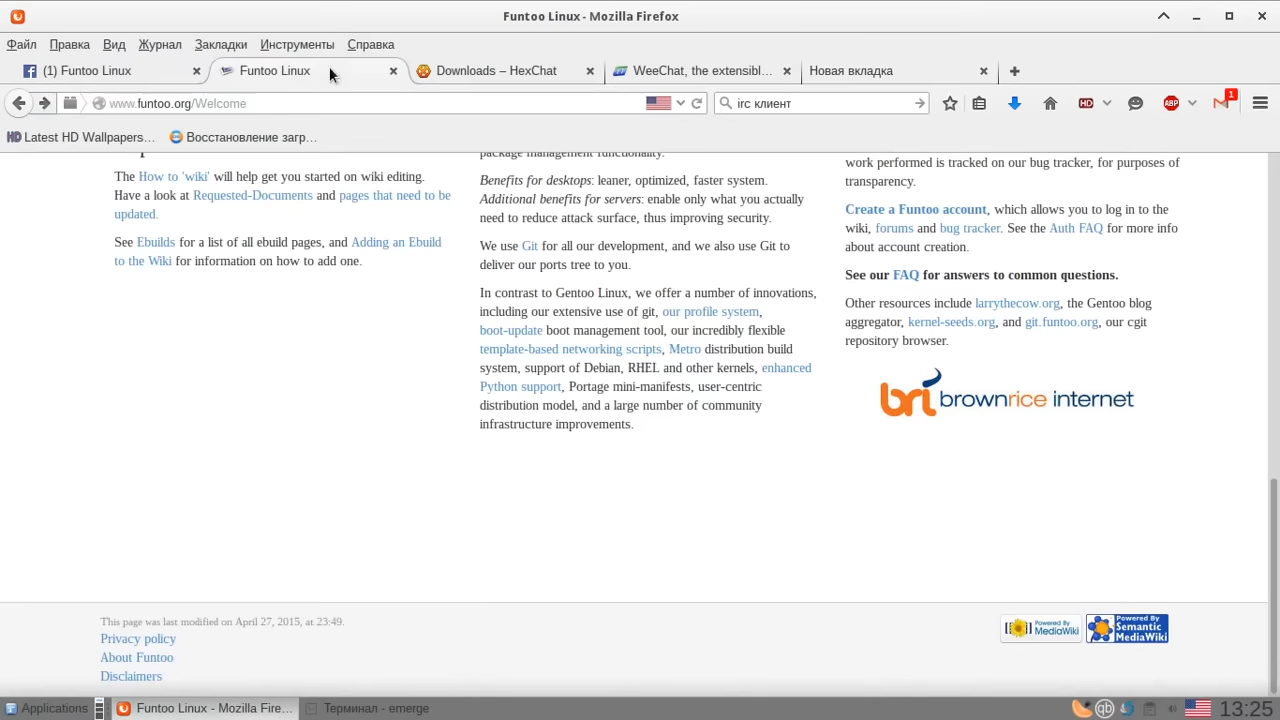 Funtoo Linux - Mozilla Firefox
Файл Правка Вид Журнал Закладки Инструменты Справка
(1) Funtoo Linux
Funtoo Linux
Downloads – HexChat
WeeChat, the extensibl…
Новая вкладка
www.funtoo.org/Welcome
irc клиент
HD
ABP
1
HD Latest HD Wallpapers…
Восстановление загр…
The How to 'wiki' will help get you started on wiki editing.
Have a look at Requested-Documents and pages that need to be
updated.
See Ebuilds for a list of all ebuild pages, and Adding an Ebuild
to the Wiki for information on how to add one.
package management functionality.
Benefits for desktops: leaner, optimized, faster system.
Additional benefits for servers: enable only what you actually
need to reduce attack surface, thus improving security.
We use Git for all our development, and we also use Git to
deliver our ports tree to you.
In contrast to Gentoo Linux, we offer a number of innovations,
including our extensive use of git, our profile system,
boot-update boot management tool, our incredibly flexible
template-based networking scripts, Metro distribution build
system, support of Debian, RHEL and other kernels, enhanced
Python support, Portage mini-manifests, user-centric
distribution model, and a large number of community
infrastructure improvements.
work performed is tracked on our bug tracker, for purposes of
transparency.
Create a Funtoo account, which allows you to log in to the
wiki, forums and bug tracker. See the Auth FAQ for more info
about account creation.
See our FAQ for answers to common questions.
Other resources include larrythecow.org, the Gentoo blog
aggregator, kernel-seeds.org, and git.funtoo.org, our cgit
repository browser.
bri brownrice internet
This page was last modified on April 27, 2015, at 23:49.
Privacy policy
About Funtoo
Disclaimers
Powered By
MediaWiki
Powered By
Semantic
MediaWiki
Applications
Funtoo Linux - Mozilla Fire…
Терминал - emerge
qb
13:25